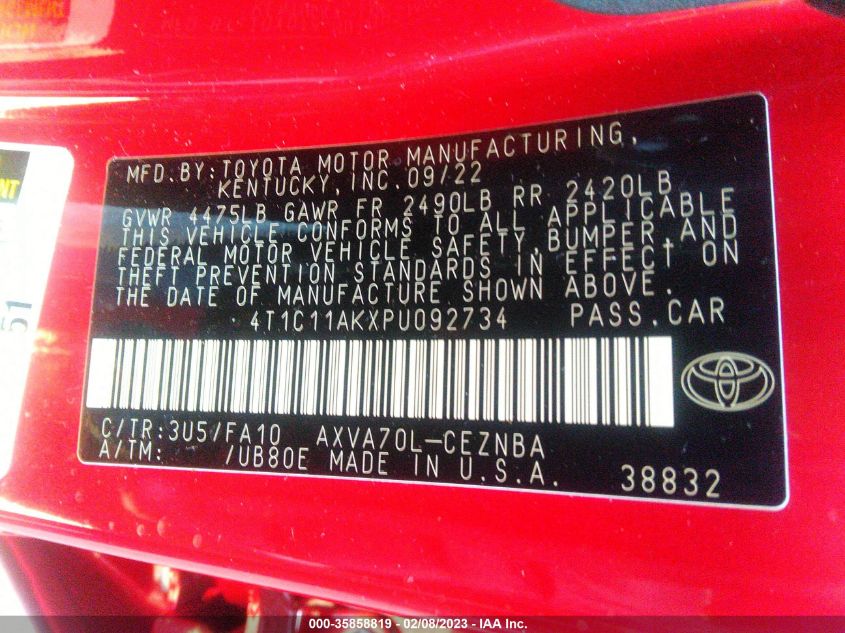 MFD.BY:TOYOTA MOTOR MANUFACTURING,
KENTUCKY,INC.09/22
GVWR 4475LB GAWR FR 2490LB RR 2420LB
THIS VEHICLE CONFORMS TO ALL APPLICABLE
FEDERAL MOTOR VEHICLE SAFETY,BUMPER,AND
THEFT PREVENTION STANDARDS IN EFFECT ON
THE DATE OF MANUFACTURE SHOWN ABOVE.
4T1C11AKXPU092734 PASS.CAR
C/TR:3U5/FA10 AXVA70L-CEZNBA
A/TM: /UB80E MADE IN U.S.A. 38832
51
000-35858819 - 02/08/2023 - IAA Inc.